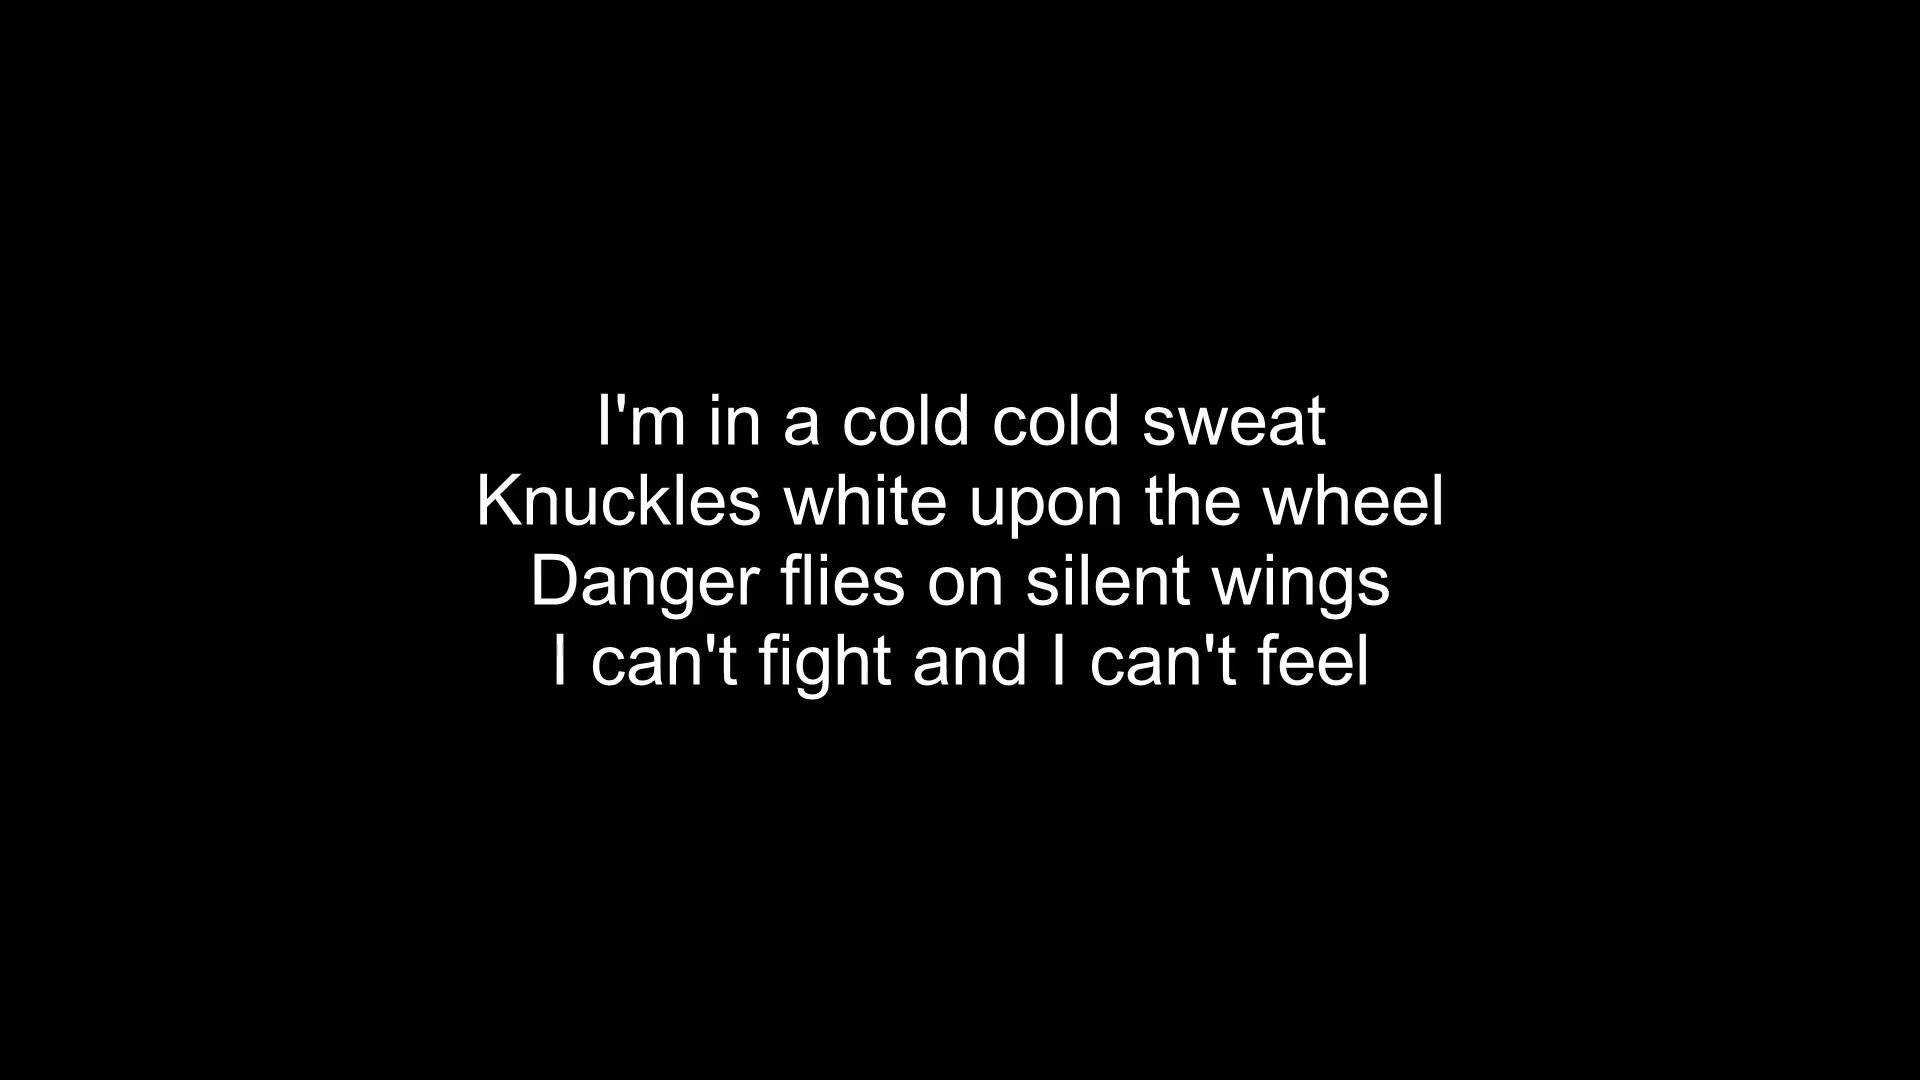 I'm in a cold cold sweat
Knuckles white upon the wheel
Danger flies on silent wings
I can't fight and I can't feel